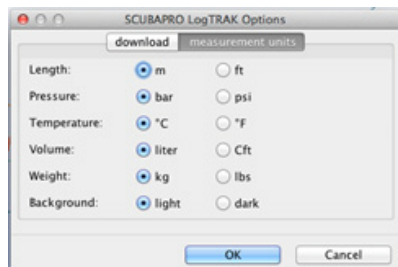 SCUBAPRO LogTRAK Options
download measurement units
Length: m ft
Pressure: bar psi
Temperature: °C °F
Volume: liter Cft
Weight: kg lbs
Background: light dark
OK Cancel